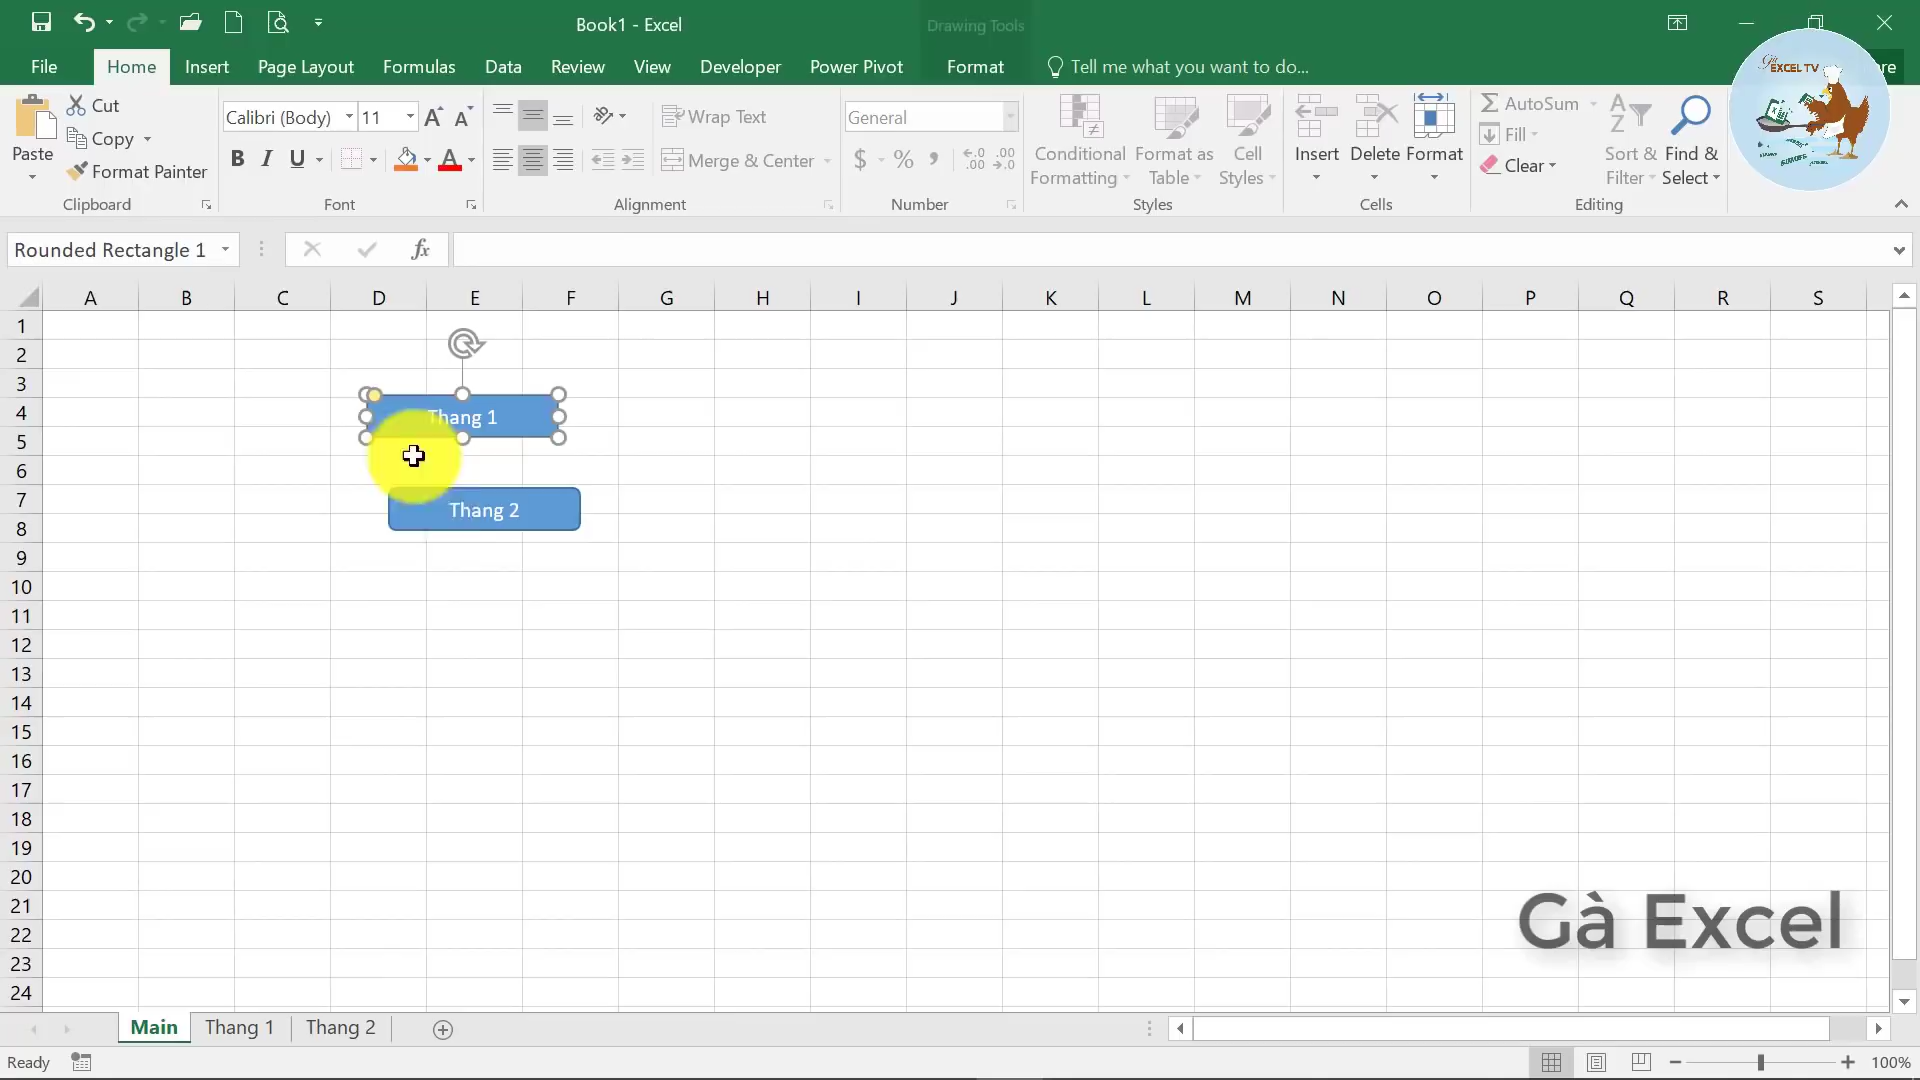 Book1 - Excel
Drawing Tools
File Home Insert Page Layout Formulas Data Review View Developer Power Pivot Format Tell me what you want to do... re
Gà EXCEL TV
Paste
Cut
Copy
Format Painter
Clipboard
Calibri (Body) 11 A A
B I U A
Font
Wrap Text
Merge & Center
Alignment
General
$ % ,
Number
Conditional Formatting
Format as Table
Cell Styles
Styles
Insert
Delete
Format
Cells
AutoSum
Fill
Clear
Sort & Filter
Find & Select
Editing
Rounded Rectangle 1 fx
A B C D E F G H I J K L M N O P Q R S
1
2
3
4
5
6
7
8
9
10
11
12
13
14
15
16
17
18
19
20
21
22
23
24
Thang 1
Thang 2
Gà Excel
Main Thang 1 Thang 2
Ready
100%